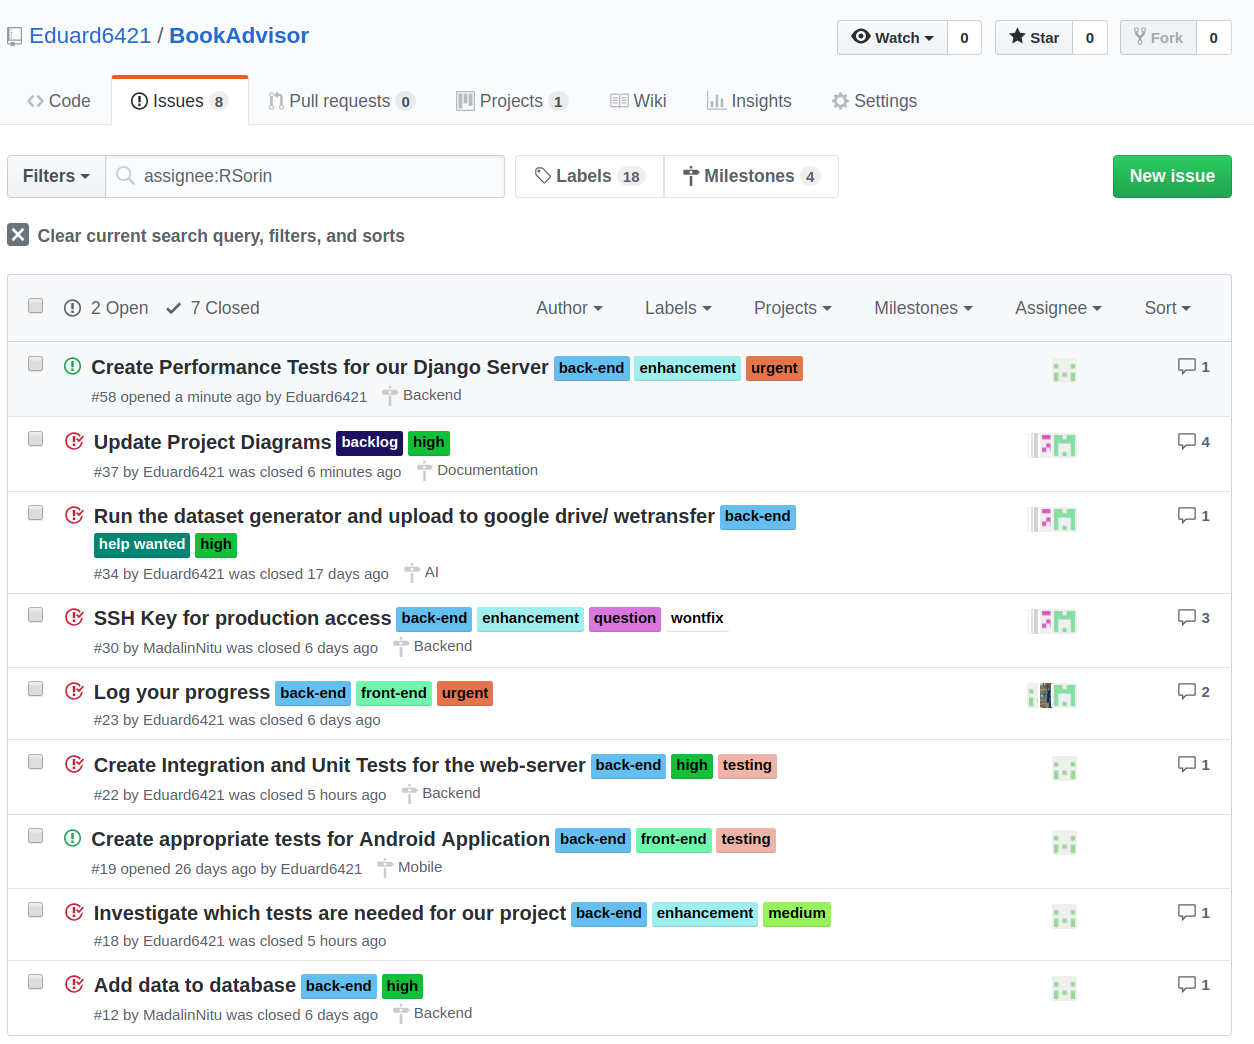 Eduard6421 / BookAdvisor
Watch 0 Star 0 Fork 0
Code Issues 8 Pull requests 0 Projects 1 Wiki Insights Settings
Filters assignee:RSorin Labels 18 Milestones 4 New issue
Clear current search query, filters, and sorts
2 Open 7 Closed Author Labels Projects Milestones Assignee Sort
Create Performance Tests for our Django Server back-end enhancement urgent 1
#58 opened a minute ago by Eduard6421 Backend
Update Project Diagrams backlog high 4
#37 by Eduard6421 was closed 6 minutes ago Documentation
Run the dataset generator and upload to google drive/ wetransfer back-end 1
help wanted high
#34 by Eduard6421 was closed 17 days ago AI
SSH Key for production access back-end enhancement question wontfix 3
#30 by MadalinNitu was closed 6 days ago Backend
Log your progress back-end front-end urgent 2
#23 by Eduard6421 was closed 6 days ago
Create Integration and Unit Tests for the web-server back-end high testing 1
#22 by Eduard6421 was closed 5 hours ago Backend
Create appropriate tests for Android Application back-end front-end testing
#19 opened 26 days ago by Eduard6421 Mobile
Investigate which tests are needed for our project back-end enhancement medium 1
#18 by Eduard6421 was closed 5 hours ago
Add data to database back-end high 1
#12 by MadalinNitu was closed 6 days ago Backend